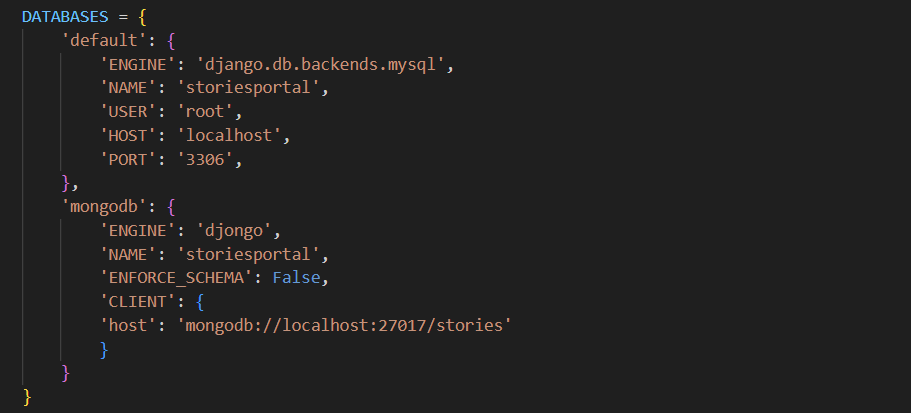 DATABASES = {
    'default': {
        'ENGINE': 'django.db.backends.mysql',
        'NAME': 'storiesportal',
        'USER': 'root',
        'HOST': 'localhost',
        'PORT': '3306',
    },
    'mongodb': {
        'ENGINE': 'djongo',
        'NAME': 'storiesportal',
        'ENFORCE_SCHEMA': False,
        'CLIENT': {
        'host': 'mongodb://localhost:27017/stories'
        }
    }
}